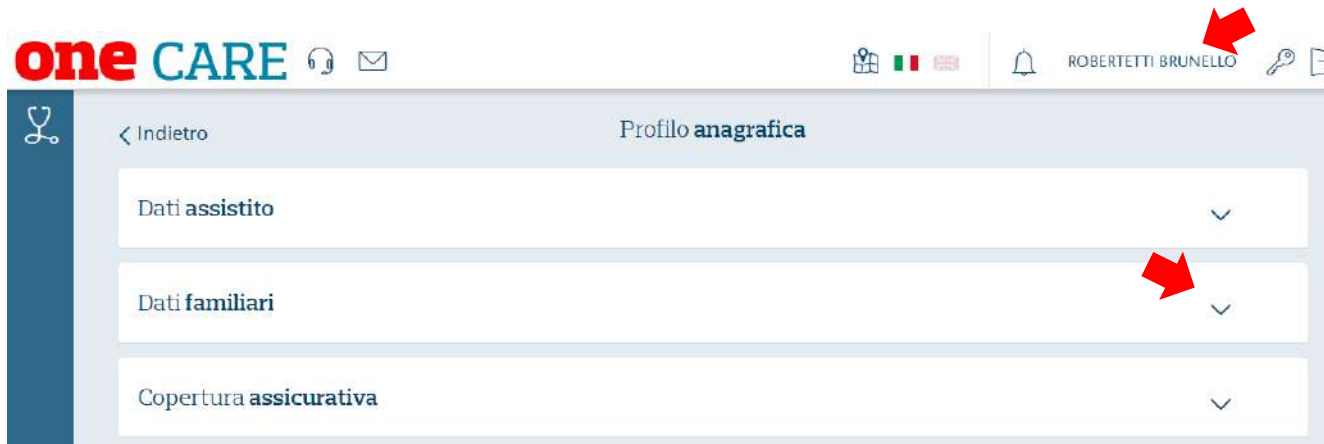 one CARE
ROBERTETTI BRUNELLO
Indietro
Profilo anagrafica
Dati assistito
Dati familiari
Copertura assicurativa